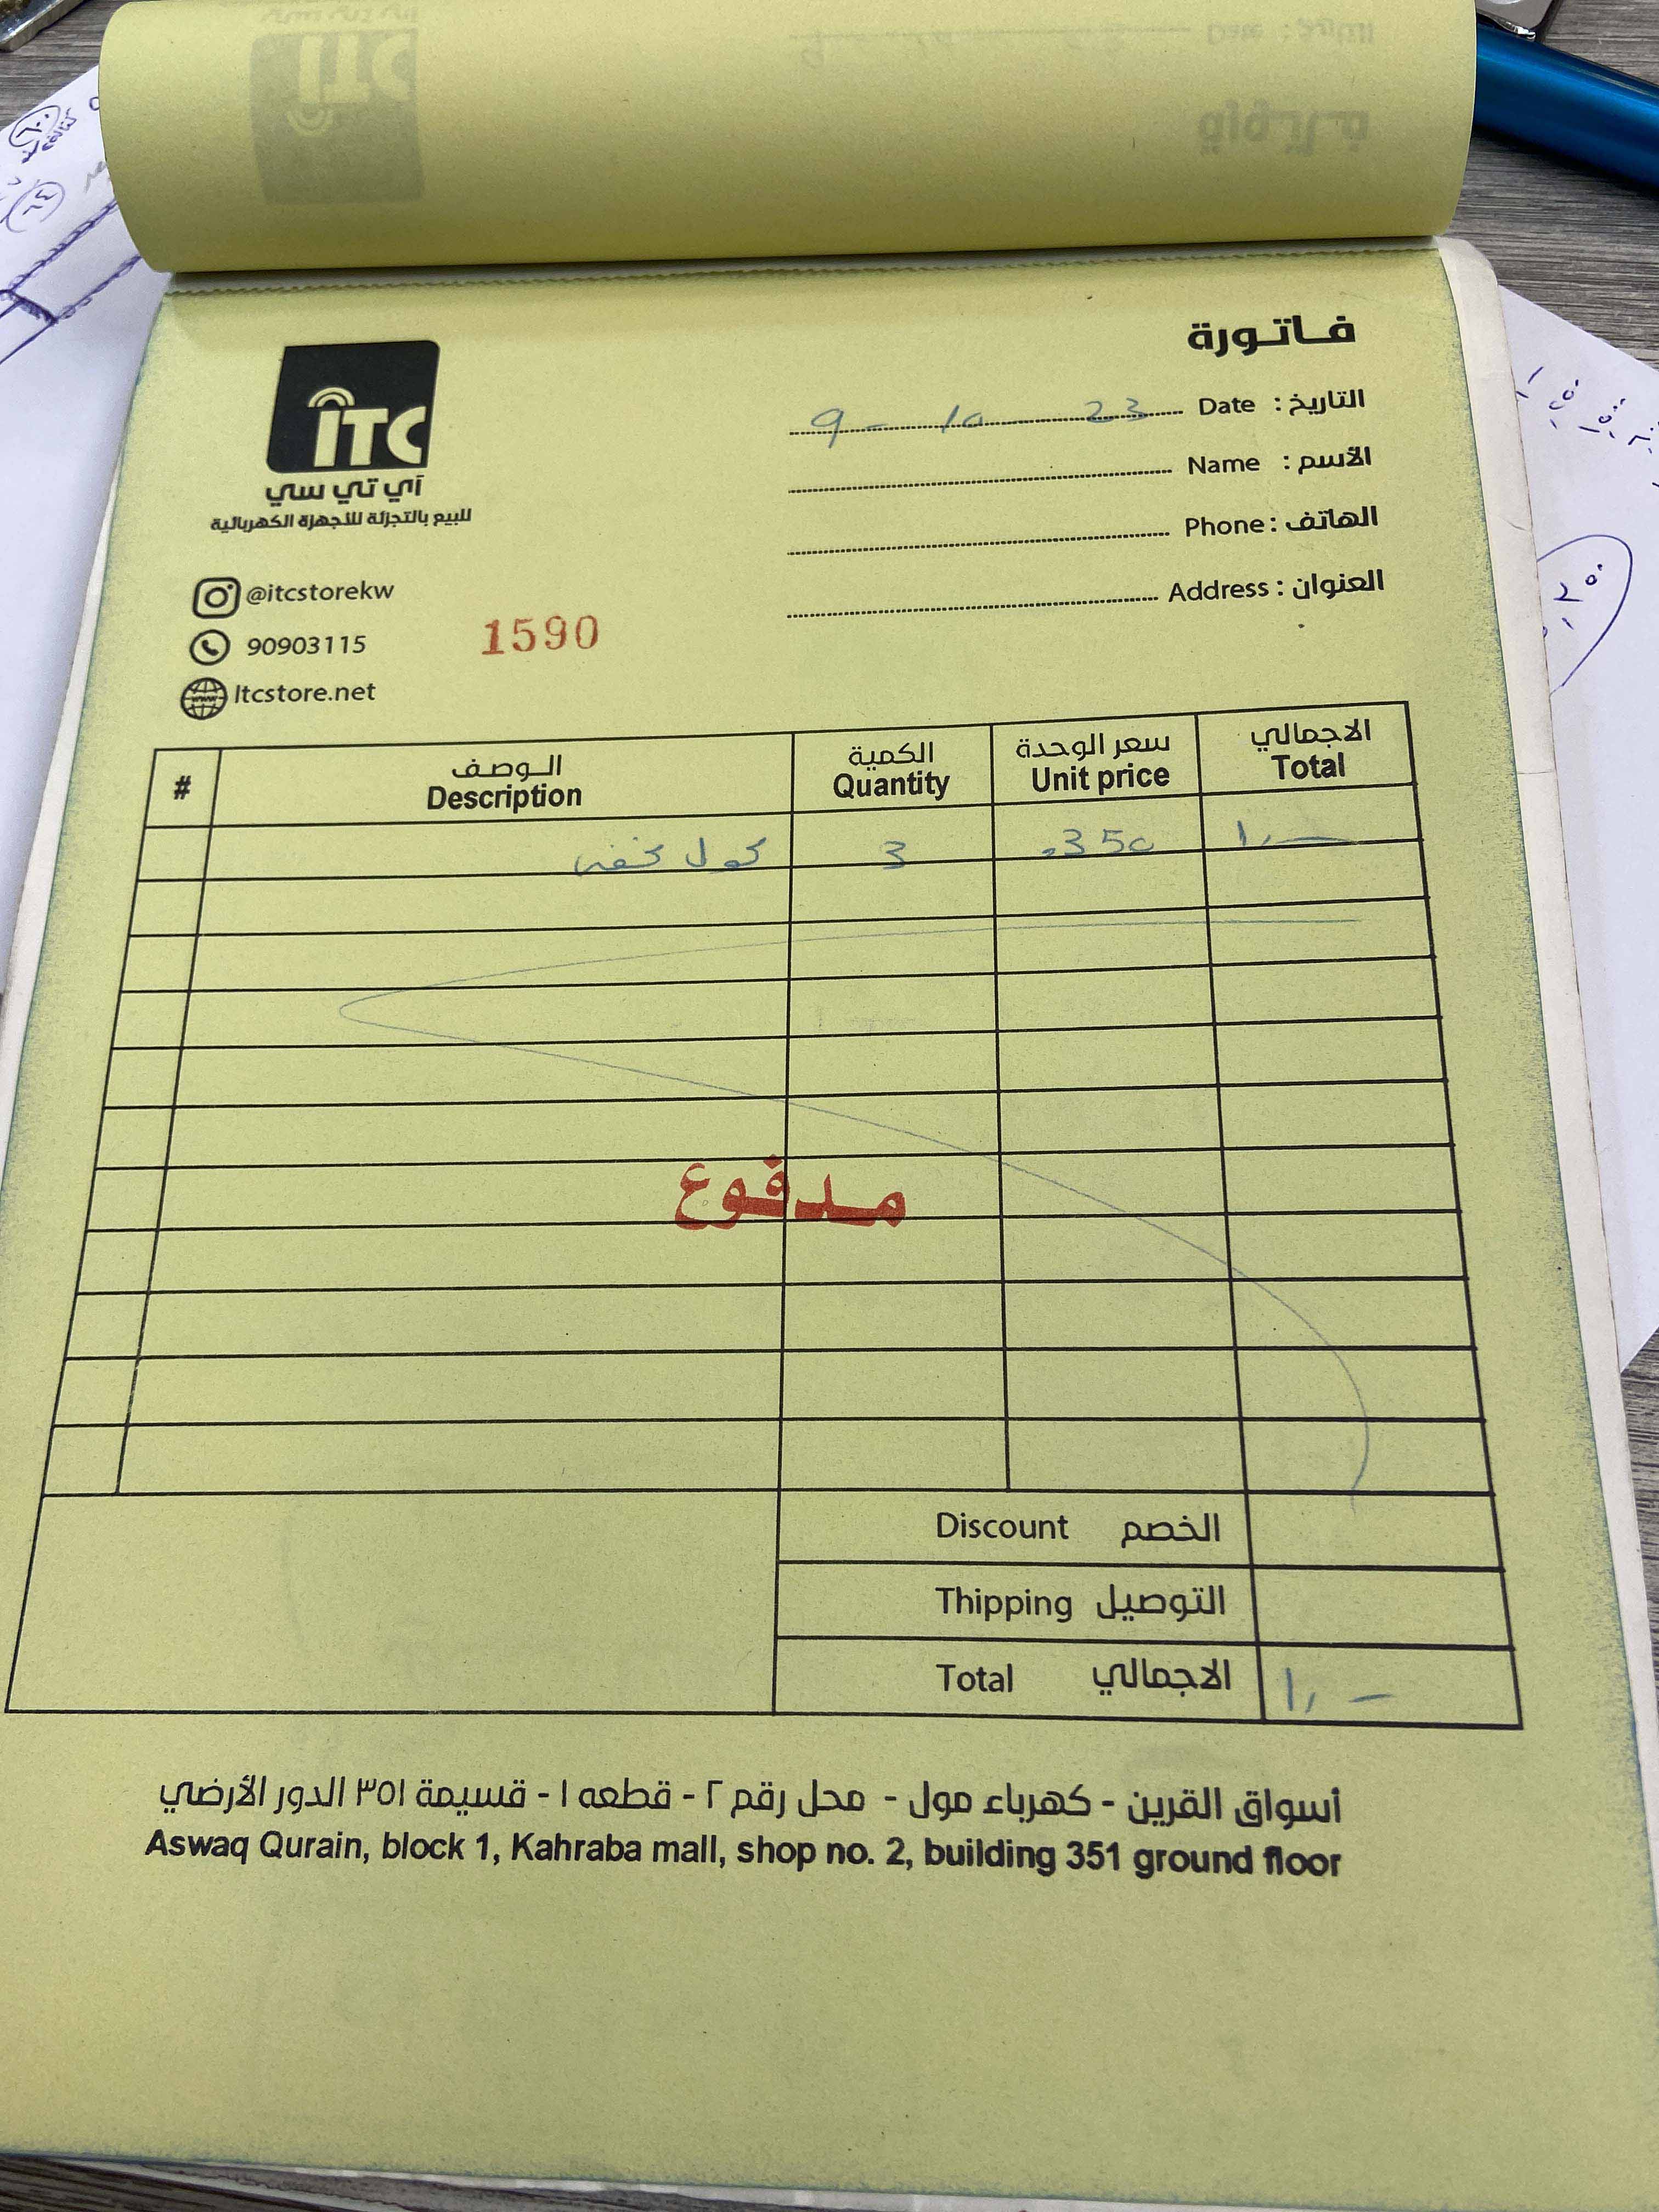 فاتورة
التاريخ : Date 9 - 10 - 23
الأسم : Name
الهاتف : Phone
العنوان : Address
ITC
آي تي سي
للبيع بالتجزئة للأجهزة الكهربائية
@itcstorekw
90903115
1590
Itcstore.net
# الوصف الكمية سعر الوحدة الاجمالي
Description Quantity Unit price Total
كول 3 .350 1,—
مدفوع
Discount الخصم
Thipping التوصيل
Total الاجمالي 1,-
أسواق القرين - كهرباء مول - محل رقم ٢ - قطعه ١ - قسيمة ٣٥١ الدور الأرضي
Aswaq Qurain, block 1, Kahraba mall, shop no. 2, building 351 ground floor